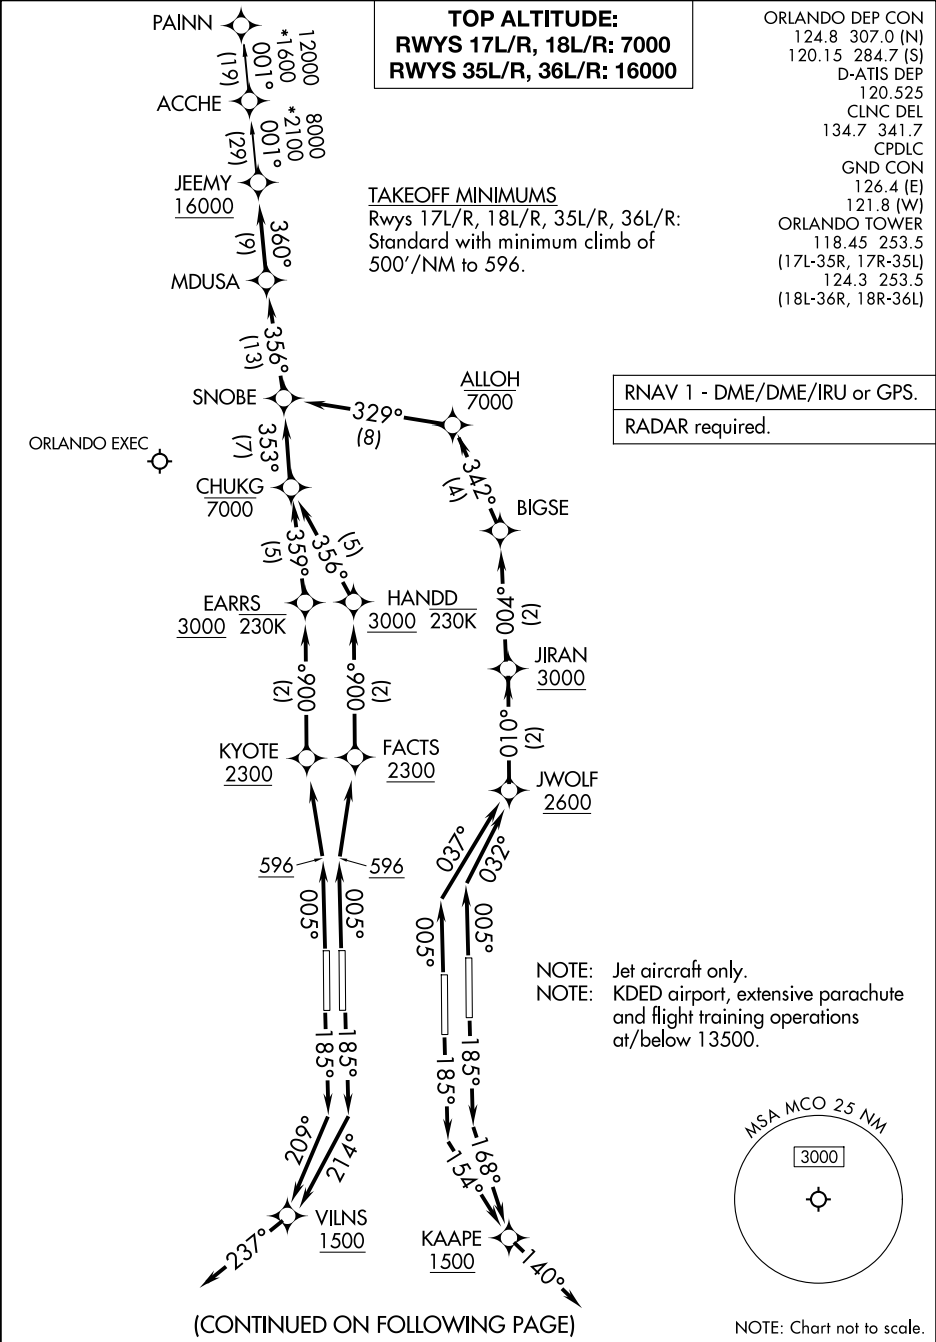 TOP ALTITUDE:
RWYS 17L/R, 18L/R: 7000
RWYS 35L/R, 36L/R: 16000
ORLANDO DEP CON
124.8 307.0 (N)
120.15 284.7 (S)
D-ATIS DEP
120.525
CLNC DEL
134.7 341.7
CPDLC
GND CON
126.4 (E)
121.8 (W)
ORLANDO TOWER
118.45 253.5
(17L-35R, 17R-35L)
124.3 253.5
(18L-36R, 18R-36L)
PAINN
12000
*1600
001°
(19)
ACCHE
8000
*2100
001°
(29)
JEEMY
16000
TAKEOFF MINIMUMS
Rwys 17L/R, 18L/R, 35L/R, 36L/R:
Standard with minimum climb of
500'/NM to 596.
360°
(9)
MDUSA
356°
(13)
SNOBE
ALLOH
7000
329°
(8)
RNAV 1 - DME/DME/IRU or GPS.
RADAR required.
ORLANDO EXEC
353°
(7)
CHUKG
7000
342°
(4)
BIGSE
359°
(5)
356°
(5)
EARRS
3000 230K
HANDD
3000 230K
004°
(2)
JIRAN
3000
006°
(2)
006°
(2)
010°
(2)
KYOTE
2300
FACTS
2300
JWOLF
2600
037°
032°
596
596
005°
005°
005°
005°
NOTE: Jet aircraft only.
NOTE: KDED airport, extensive parachute
and flight training operations
at/below 13500.
185°
185°
185°
185°
209°
214°
154°
168°
VILNS
1500
KAAPE
1500
237°
140°
MSA MCO 25 NM
3000
(CONTINUED ON FOLLOWING PAGE)
NOTE: Chart not to scale.